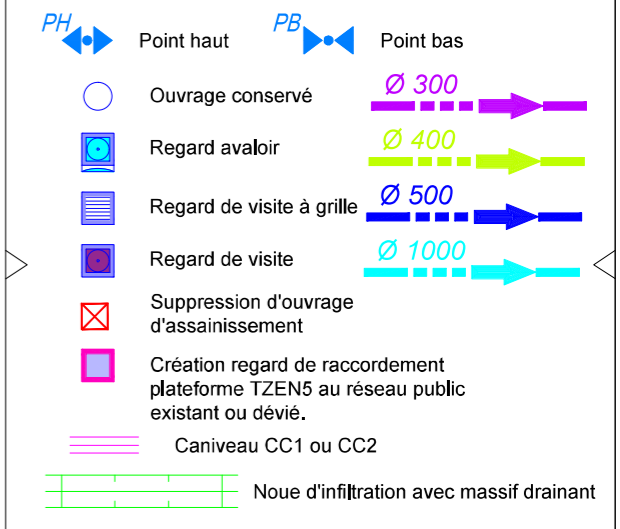 PH Point haut PB Point bas
Ouvrage conservé Ø 300
Regard avaloir Ø 400
Regard de visite à grille Ø 500
Regard de visite Ø 1000
Suppression d'ouvrage
d'assainissement
Création regard de raccordement
plateforme TZEN5 au réseau public
existant ou dévié.
Caniveau CC1 ou CC2
Noue d'infiltration avec massif drainant